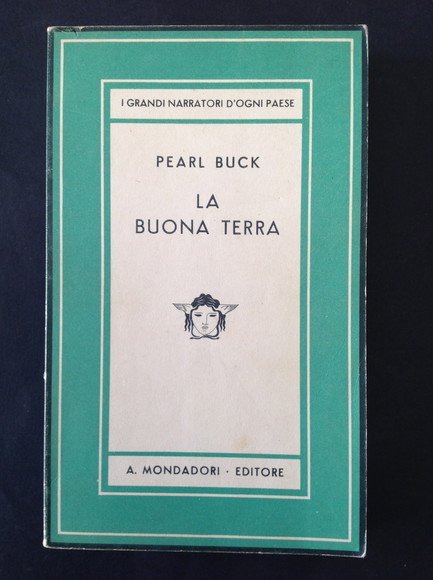 I GRANDI NARRATORI D'OGNI PAESE
PEARL BUCK
LA
BUONA TERRA
A. MONDADORI · EDITORE